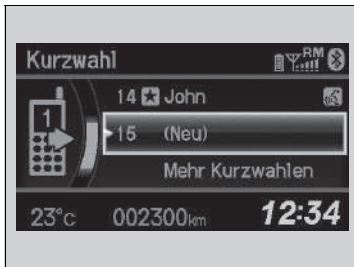 Kurzwahl RM
1
14 John
15 (Neu)
Mehr Kurzwahlen
23°C 002300km 12:34